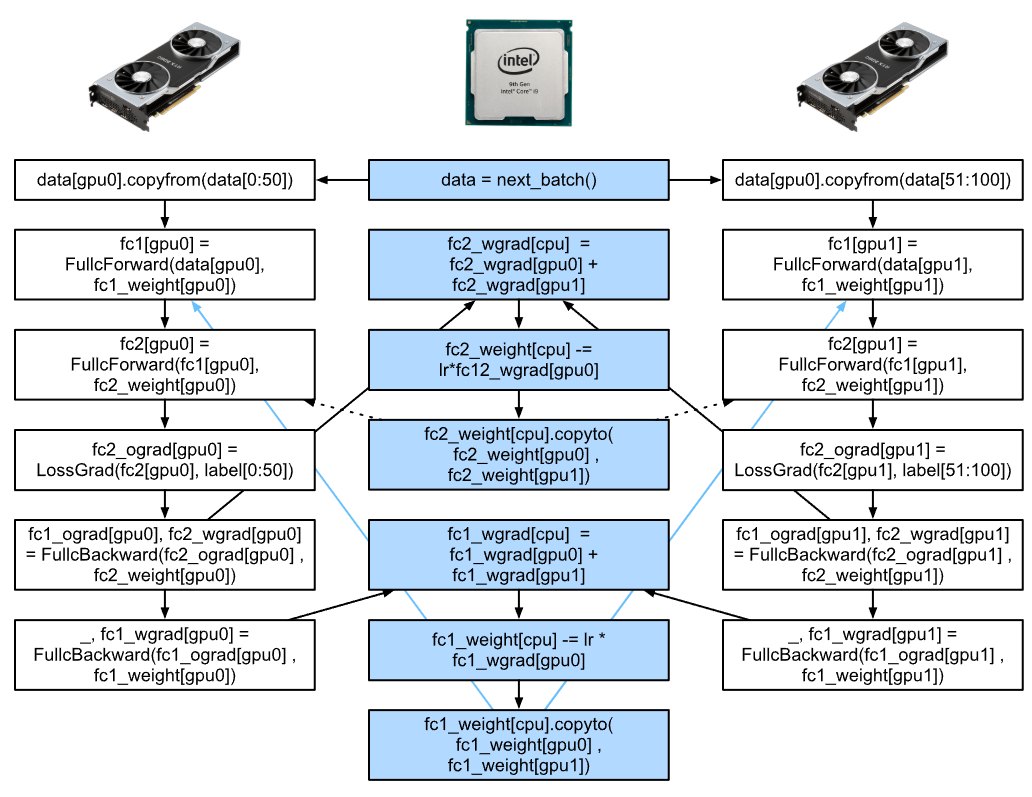 intel
9th Gen
Intel® Core™ i9
data[gpu0].copyfrom(data[0:50])
data = next_batch()
data[gpu0].copyfrom(data[51:100])
fc1[gpu0] =
FullcForward(data[gpu0],
fc1_weight[gpu0])
fc2_wgrad[cpu]  =
fc2_wgrad[gpu0] +
fc2_wgrad[gpu1]
fc1[gpu1] =
FullcForward(data[gpu1],
fc1_weight[gpu1])
fc2[gpu0] =
FullcForward(fc1[gpu0],
fc2_weight[gpu0])
fc2_weight[cpu] -=
lr*fc12_wgrad[gpu0]
fc2[gpu1] =
FullcForward(fc1[gpu1],
fc2_weight[gpu1])
fc2_weight[cpu].copyto(
fc2_weight[gpu0] ,
fc2_weight[gpu1])
fc2_ograd[gpu0] =
LossGrad(fc2[gpu0], label[0:50])
fc2_ograd[gpu1] =
LossGrad(fc2[gpu1], label[51:100])
fc1_ograd[gpu0], fc2_wgrad[gpu0]
= FullcBackward(fc2_ograd[gpu0] ,
fc2_weight[gpu0])
fc1_wgrad[cpu]  =
fc1_wgrad[gpu0] +
fc1_wgrad[gpu1]
fc1_ograd[gpu1], fc2_wgrad[gpu1]
= FullcBackward(fc2_ograd[gpu1] ,
fc2_weight[gpu1])
_, fc1_wgrad[gpu0] =
FullcBackward(fc1_ograd[gpu0] ,
fc1_weight[gpu0])
fc1_weight[cpu] -= lr *
fc1_wgrad[gpu0]
_, fc1_wgrad[gpu1] =
FullcBackward(fc1_ograd[gpu1] ,
fc1_weight[gpu1])
fc1_weight[cpu].copyto(
fc1_weight[gpu0] ,
fc1_weight[gpu1])